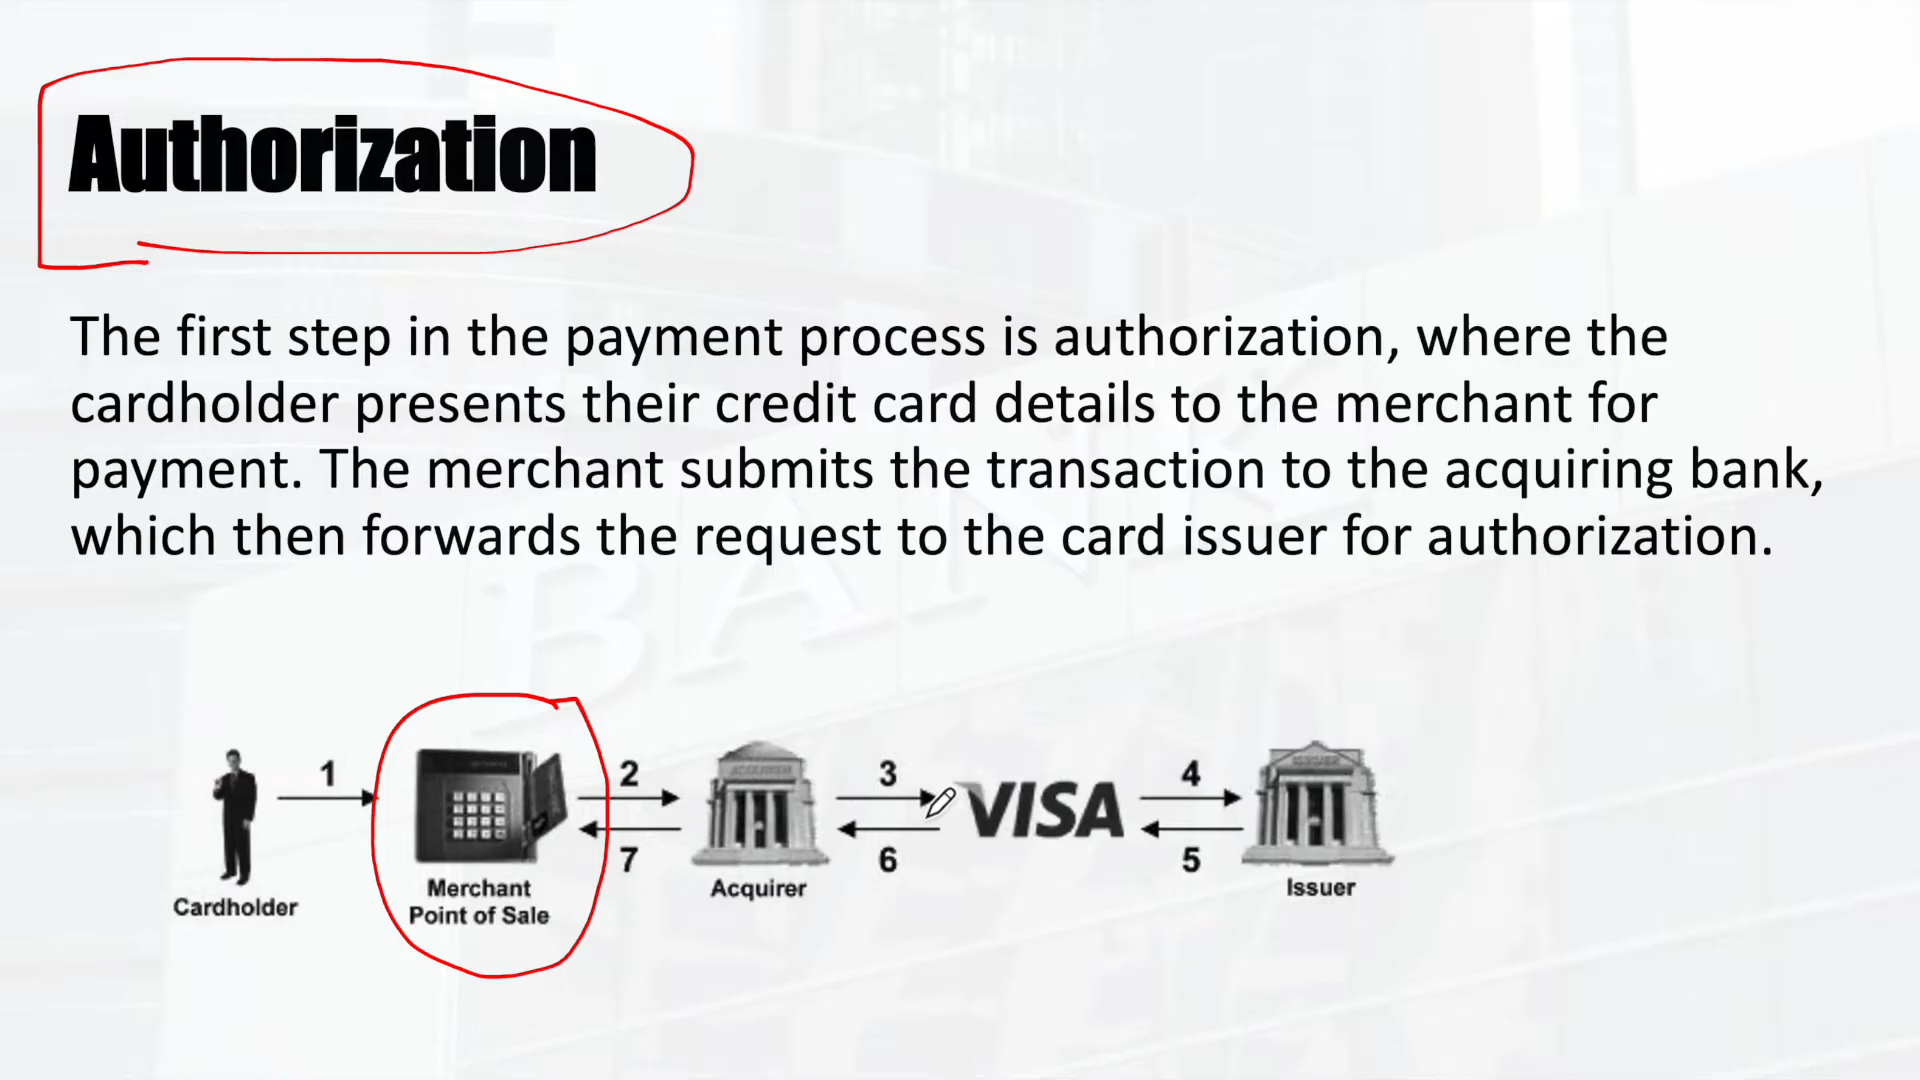 Authorization
The first step in the payment process is authorization, where the
cardholder presents their credit card details to the merchant for
payment. The merchant submits the transaction to the acquiring bank,
which then forwards the request to the card issuer for authorization.
BANK
1
2
3
4
ACQUIRER
ISSUER
VISA
7
6
5
Cardholder
Merchant
Point of Sale
Acquirer
Issuer